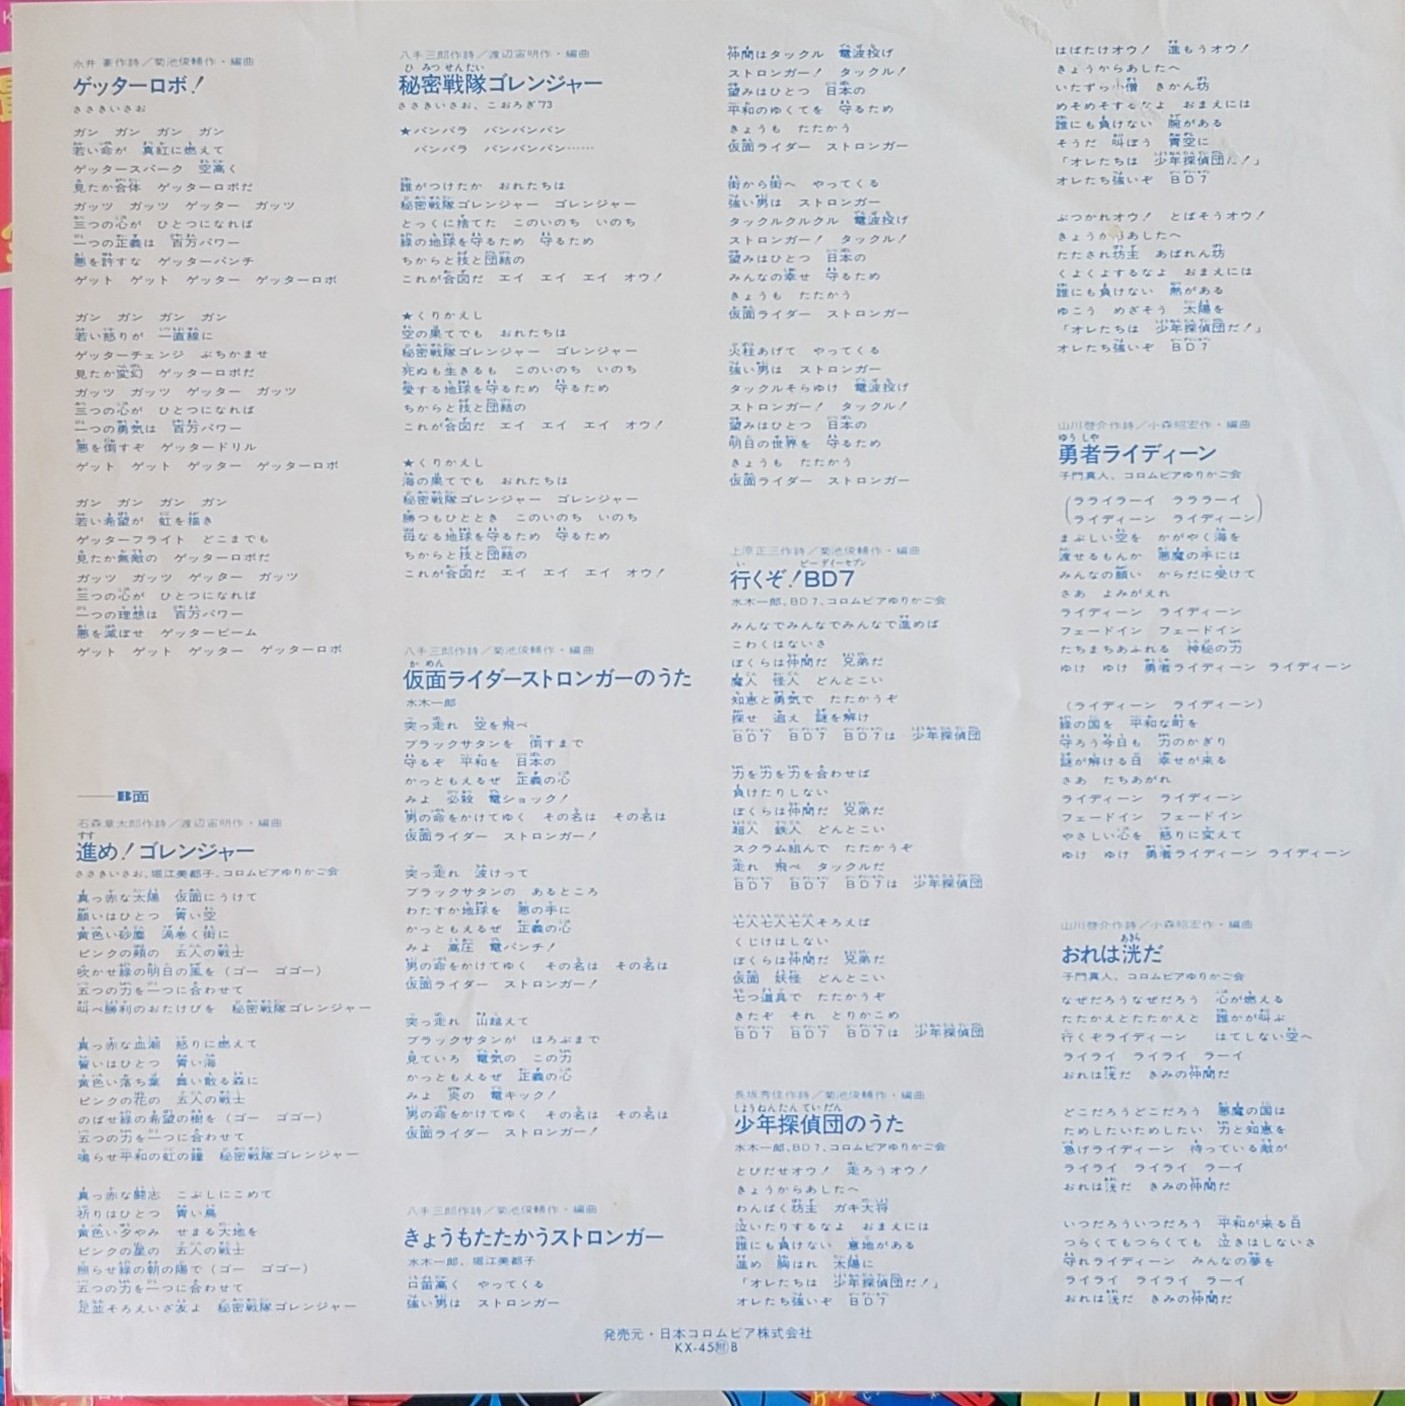 永井 豪作詩／菊池俊輔作・編曲
ゲッターロボ！
ささきいさお
ガン　ガン　ガン　ガン
若い命が　真紅に燃えて
ゲッタースパーク　空高く
見たか合体　ゲッターロボだ
ガッツ　ガッツ　ゲッター　ガッツ
三つの心が　ひとつになれば
一つの正義は　百万パワー
悪を許すな　ゲッターパンチ
ゲット　ゲット　ゲッター　ゲッターロボ
ガン　ガン　ガン　ガン
若い怒りが　一直線に
ゲッターチェンジ　ぶちかませ
見たか変幻　ゲッターロボだ
ガッツ　ガッツ　ゲッター　ガッツ
三つの心が　ひとつになれば
一つの勇気は　百万パワー
悪を倒すぞ　ゲッタードリル
ゲット　ゲット　ゲッター　ゲッターロボ
ガン　ガン　ガン　ガン
若い希望が　虹を描き
ゲッターフライト　どこまでも
見たか無敵の　ゲッターロボだ
ガッツ　ガッツ　ゲッター　ガッツ
三つの心が　ひとつになれば
一つの理想は　百万パワー
悪を滅ぼせ　ゲッタービーム
ゲット　ゲット　ゲッター　ゲッターロボ
B面
石森章太郎作詩／渡辺宙明作・編曲
進め！ゴレンジャー
ささきいさお、堀江美都子、コロムビアゆりかご会
真っ赤な太陽　仮面にうけて
願いはひとつ　青い空
黄色い砂塵　渦巻く街に
ピンクの頬の　五人の戦士
吹かせ緑の明日の風を（ゴー　ゴゴー）
五つの力を一つに合わせて
叫べ勝利のおたけびを　秘密戦隊ゴレンジャー
真っ赤な血潮　怒りに燃えて
誓いはひとつ　青い海
黄色い落ち葉　舞い散る森に
ピンクの花の　五人の戦士
のばせ緑の希望の樹を（ゴー　ゴゴー）
五つの力を一つに合わせて
鳴らせ平和の虹の鐘　秘密戦隊ゴレンジャー
真っ赤な闘志　こぶしにこめて
祈りはひとつ　青い鳥
黄色い夕やみ　せまる大地を
ピンクの星の　五人の戦士
照らせ緑の朝の陽で（ゴー　ゴゴー）
五つの力を一つに合わせて
足並そろえいざ友よ　秘密戦隊ゴレンジャー
八手三郎作詩／渡辺宙明作・編曲
秘密戦隊ゴレンジャー
ささきいさお、こおろぎ'73
★バンバラ　バンバンバン
バンバラ　バンバンバン……
誰がつけたか　おれたちは
秘密戦隊ゴレンジャー　ゴレンジャー
とっくに捨てた　このいのち　いのち
緑の地球を守るため　守るため
ちからと技と団結の
これが合図だ　エイ　エイ　エイ　オウ！
★くりかえし
空の果てでも　おれたちは
秘密戦隊ゴレンジャー　ゴレンジャー
死ぬも生きるも　このいのち　いのち
愛する地球を守るため　守るため
ちからと技と団結の
これが合図だ　エイ　エイ　エイ　オウ！
★くりかえし
海の果てでも　おれたちは
秘密戦隊ゴレンジャー　ゴレンジャー
勝つもひととき　このいのち　いのち
母なる地球を守るため　守るため
ちからと技と団結の
これが合図だ　エイ　エイ　エイ　オウ！
八手三郎作詩／菊池俊輔作・編曲
仮面ライダーストロンガーのうた
水木一郎
突っ走れ　空を飛べ
ブラックサタンを　倒すまで
守るぞ　平和を　日本の
かっともえるぜ　正義の心
みよ　必殺　電ショック！
男の命をかけてゆく　その名は　その名は
仮面ライダー　ストロンガー！
突っ走れ　波けって
ブラックサタンの　あるところ
わたすか地球を　悪の手に
かっともえるぜ　正義の心
みよ　高圧　電パンチ！
男の命をかけてゆく　その名は　その名は
仮面ライダー　ストロンガー！
突っ走れ　山越えて
ブラックサタンが　ほろぶまで
見ていろ　電気の　この力
かっともえるぜ　正義の心
みよ　炎の　電キック！
男の命をかけてゆく　その名は　その名は
仮面ライダー　ストロンガー！
八手三郎作詩／菊池俊輔作・編曲
きょうもたたかうストロンガー
水木一郎、堀江美都子
口笛高く　やってくる
強い男は　ストロンガー
仲間はタックル　電波投げ
ストロンガー！　タックル！
望みはひとつ　日本の
平和のゆくてを　守るため
きょうも　たたかう
仮面ライダー　ストロンガー
街から街へ　やってくる
強い男は　ストロンガー
タックルクルクル　電波投げ
ストロンガー！　タックル！
望みはひとつ　日本の
みんなの幸せ　守るため
きょうも　たたかう
仮面ライダー　ストロンガー
火柱あげて　やってくる
強い男は　ストロンガー
タックルそらゆけ　電波投げ
ストロンガー！　タックル！
望みはひとつ　日本の
明日の世界を　守るため
きょうも　たたかう
仮面ライダー　ストロンガー
上原正三作詩／菊池俊輔作・編曲
行くぞ！BD7
水木一郎、BD7、コロムビアゆりかご会
みんなでみんなでみんなで進めば
こわくはないさ
ぼくらは仲間だ　兄弟だ
魔人　怪人　どんとこい
知恵と勇気で　たたかうぞ
探せ　追え　謎を解け
BD7　BD7　BD7は　少年探偵団
力を力を力を合わせば
負けたりしない
ぼくらは仲間だ　兄弟だ
超人　鉄人　どんとこい
スクラム組んで　たたかうぞ
走れ　飛べ　タックルだ
BD7　BD7　BD7は　少年探偵団
七人七人七人そろえば
くじけはしない
ぼくらは仲間だ　兄弟だ
仮面　妖怪　どんとこい
七つ道具で　たたかうぞ
きたぞ　それ　とりかこめ
BD7　BD7　BD7は　少年探偵団
長坂秀佳作詩／菊池俊輔作・編曲
少年探偵団のうた
水木一郎、BD7、コロムビアゆりかご会
とびだせオウ！　走ろうオウ！
きょうからあしたへ
わんぱく坊主　ガキ大将
泣いたりするなよ　おまえには
誰にも負けない　意地がある
進め　胸はれ　太陽に
「オレたちは　少年探偵団だ！」
オレたち強いぞ　BD7
はばたけオウ！　進もうオウ！
きょうからあしたへ
いたずら小僧　きかん坊
めそめそするなよ　おまえには
誰にも負けない　腕がある
そうだ　叫ぼう　青空に
「オレたちは　少年探偵団だ！」
オレたち強いぞ　BD7
ぶつかれオウ！　とばそうオウ！
きょうからあしたへ
たたされ坊主　あばれん坊
くよくよするなよ　おまえには
誰にも負けない　熱がある
ゆこう　めざそう　太陽を
「オレたちは　少年探偵団だ！」
オレたち強いぞ　BD7
山川啓介作詩／小森昭宏作・編曲
勇者ライディーン
子門真人、コロムビアゆりかご会
（ラライラーイ　ラララーイ
ライディーン　ライディーン）
まぶしい空を　かがやく海を
渡せるもんか　悪魔の手には
みんなの願い　からだに受けて
さあ　よみがえれ
ライディーン　ライディーン
フェードイン　フェードイン
たちまちあふれる　神秘の力
ゆけ　ゆけ　勇者ライディーン　ライディーン
（ライディーン　ライディーン）
緑の国を　平和な町を
守ろう今日も　力のかぎり
謎が解ける日　幸せが来る
さあ　たちあがれ
ライディーン　ライディーン
フェードイン　フェードイン
やさしい心を　怒りに変えて
ゆけ　ゆけ　勇者ライディーン　ライディーン
山川啓介作詩／小森昭宏作・編曲
おれは洸だ
子門真人、コロムビアゆりかご会
なぜだろうなぜだろう　心が燃える
たたかえとたたかえと　誰かが叫ぶ
行くぞライディーン　はてしない空へ
ライライ　ライライ　ラーイ
おれは洸だ　きみの仲間だ
どこだろうどこだろう　悪魔の国は
ためしたいためしたい　力と知恵を
急げライディーン　待っている敵が
ライライ　ライライ　ラーイ
おれは洸だ　きみの仲間だ
いつだろういつだろう　平和が来る日
つらくてもつらくても　泣きはしないさ
守れライディーン　みんなの夢を
ライライ　ライライ　ラーイ
おれは洸だ　きみの仲間だ
発売元・日本コロムビア株式会社
KX-45㊞B